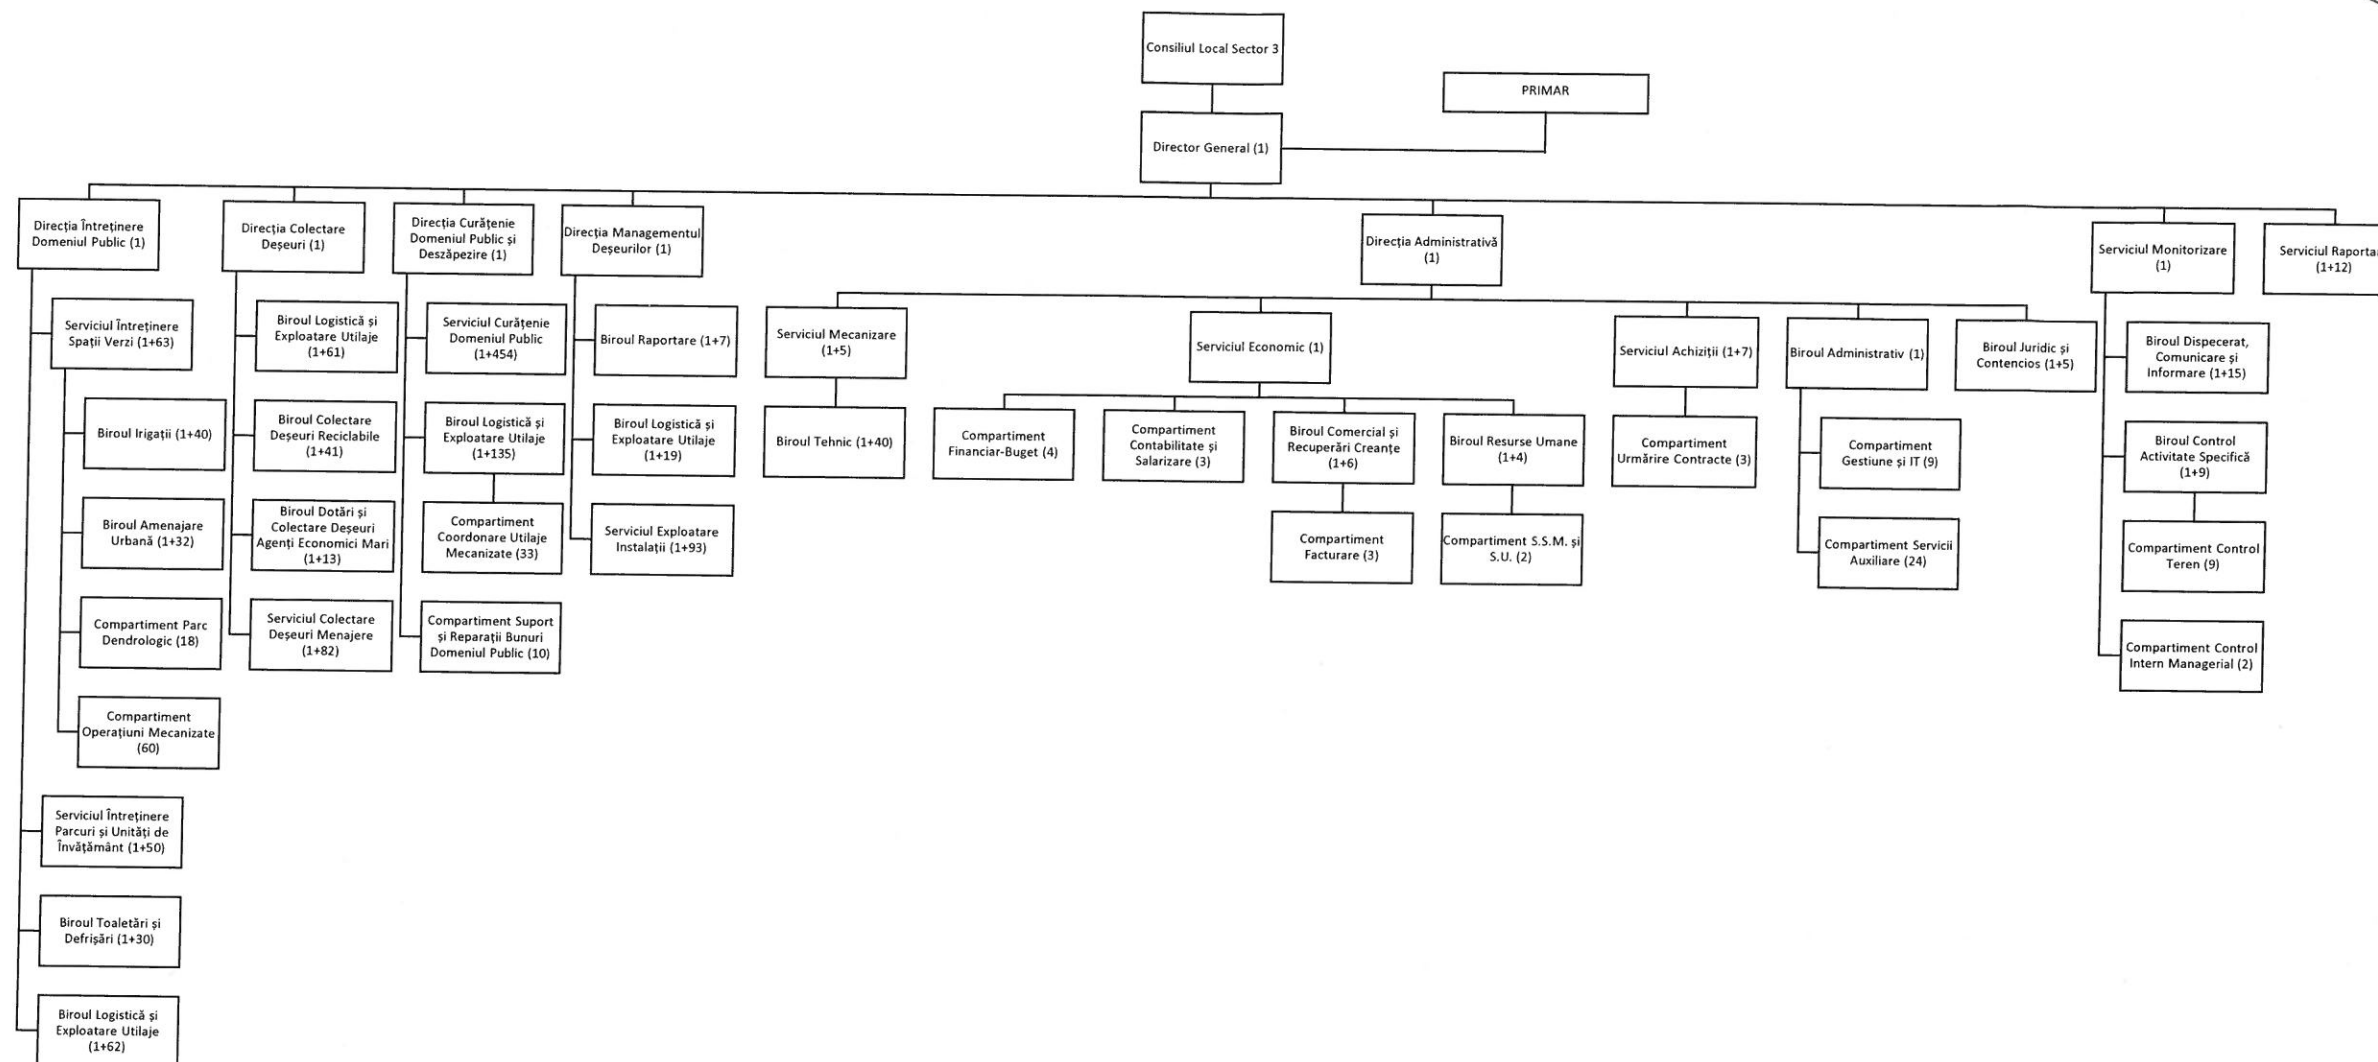 Consiliul Local Sector 3
PRIMAR
Director General (1)
Direcția Întreținere
Domeniul Public (1)
Direcția Colectare
Deșeuri (1)
Direcția Curățenie
Domeniul Public și
Deszăpezire (1)
Direcția Managementul
Deșeurilor (1)
Direcția Administrativă
(1)
Serviciul Monitorizare
(1)
Serviciul
(1+12)
Serviciul Întreținere
Spații Verzi (1+63)
Biroul Irigații (1+40)
Biroul Amenajare
Urbană (1+32)
Compartiment Parc
Dendrologic (18)
Compartiment
Operațiuni Mecanizate
(60)
Serviciul Întreținere
Parcuri și Unități de
Învățământ (1+50)
Biroul Toaletări și
Defrișări (1+30)
Biroul Logistică și
Exploatare Utilaje
(1+62)
Biroul Logistică și
Exploatare Utilaje
(1+61)
Biroul Colectare
Deșeuri Reciclabile
(1+41)
Biroul Dotări și
Colectare Deșeuri
Agenți Economici Mari
(1+13)
Serviciul Colectare
Deșeuri Menajere
(1+82)
Serviciul Curățenie
Domeniul Public
(1+454)
Biroul Logistică și
Exploatare Utilaje
(1+135)
Compartiment
Coordonare Utilaje
Mecanizate (33)
Compartiment Suport
și Reparații Bunuri
Domeniul Public (10)
Biroul Raportare (1+7)
Biroul Logistică și
Exploatare Utilaje
(1+19)
Serviciul Exploatare
Instalații (1+93)
Serviciul Mecanizare
(1+5)
Biroul Tehnic (1+40)
Serviciul Economic (1)
Compartiment
Financiar-Buget (4)
Compartiment
Contabilitate și
Salarizare (3)
Biroul Comercial și
Recuperări Creanțe
(1+6)
Compartiment
Facturare (3)
Biroul Resurse Umane
(1+4)
Compartiment S.S.M. și
S.U. (2)
Serviciul Achiziții (1+7)
Compartiment
Urmărire Contracte (3)
Biroul Administrativ (1)
Compartiment
Gestiune și IT (9)
Compartiment Servicii
Auxiliare (24)
Biroul Juridic și
Contencios (1+5)
Biroul Dispecerat,
Comunicare și
Informare (1+15)
Biroul Control
Activitate Specifică
(1+9)
Compartiment Control
Teren (9)
Compartiment Control
Intern Managerial (2)